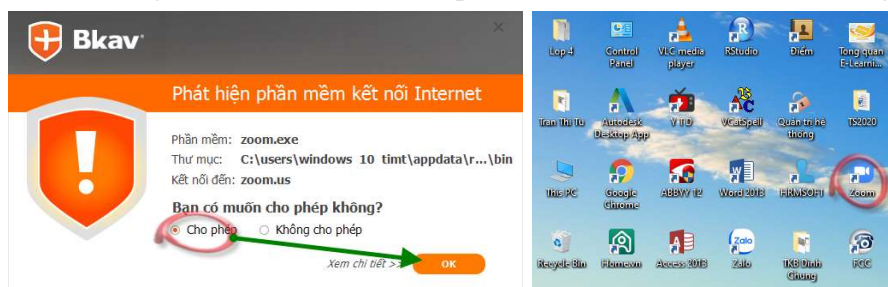 Bkav
Phát hiện phần mềm kết nối Internet
Phần mềm: zoom.exe
Thư mục: C:\users\windows 10 timt\appdata\r...\bin
Kết nối đến: zoom.us
Bạn có muốn cho phép không?
Cho phép Không cho phép
Xem chi tiết >> OK
Lop 4 Control Panel VLC media player RStudio Điểm Tong quan E-Learni...
Tran Thi Tu Autodesk Desktop App VTD VCatSpell Quản trị hệ thống TS2020
This PC Google Chrome ABBYY 12 Word 2013 HRMSOFT Zoom
Recycle Bin Access 2013 Zalo TKB Định Chung FCC